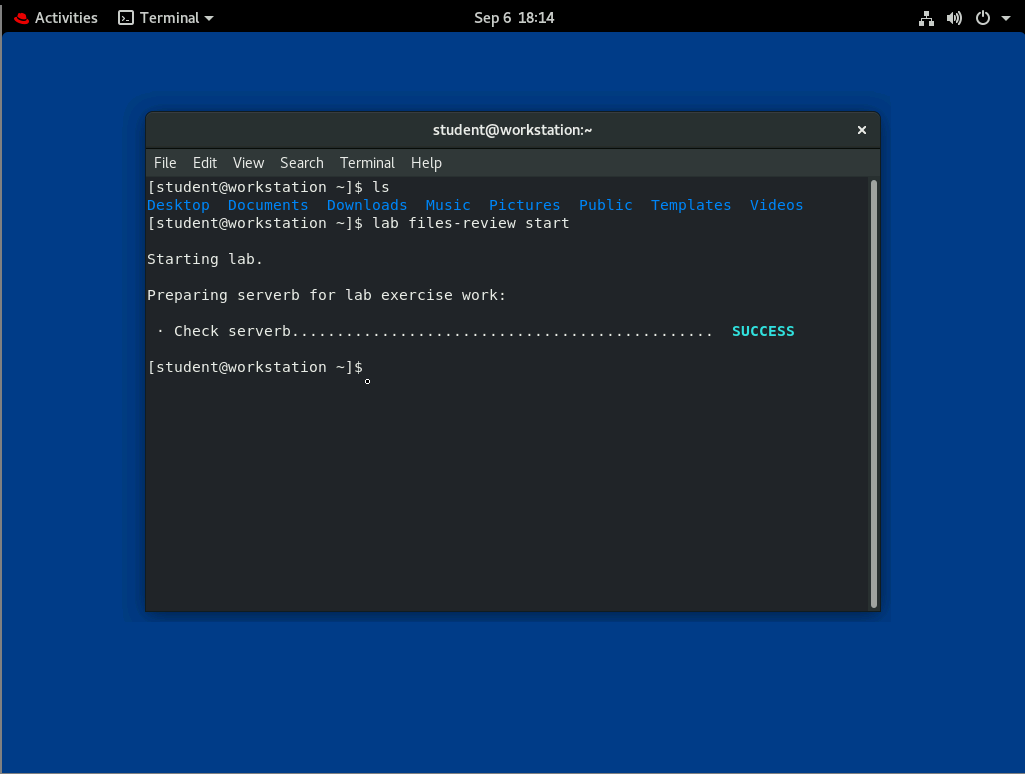 Activities Terminal Sep 6 18:14
student@workstation:~
File Edit View Search Terminal Help
[student@workstation ~]$ ls
Desktop Documents Downloads Music Pictures Public Templates Videos
[student@workstation ~]$ lab files-review start
Starting lab.
Preparing serverb for lab exercise work:
· Check serverb............................................... SUCCESS
[student@workstation ~]$